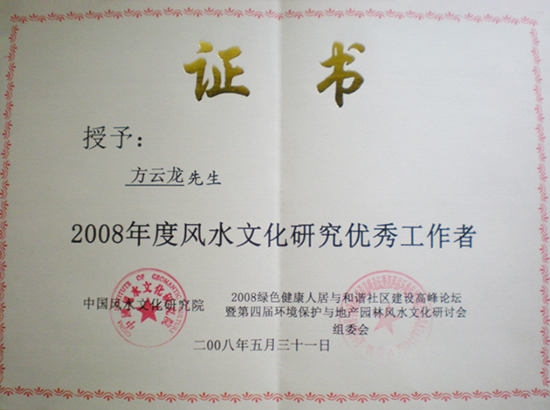 证书
授予：
方云龙先生
2008年度风水文化研究优秀工作者
中国风水文化研究院
2008绿色健康人居与和谐社区建设高峰论坛
暨第四届环境保护与地产园林风水文化研讨会
组委会
二00八年五月三十一日